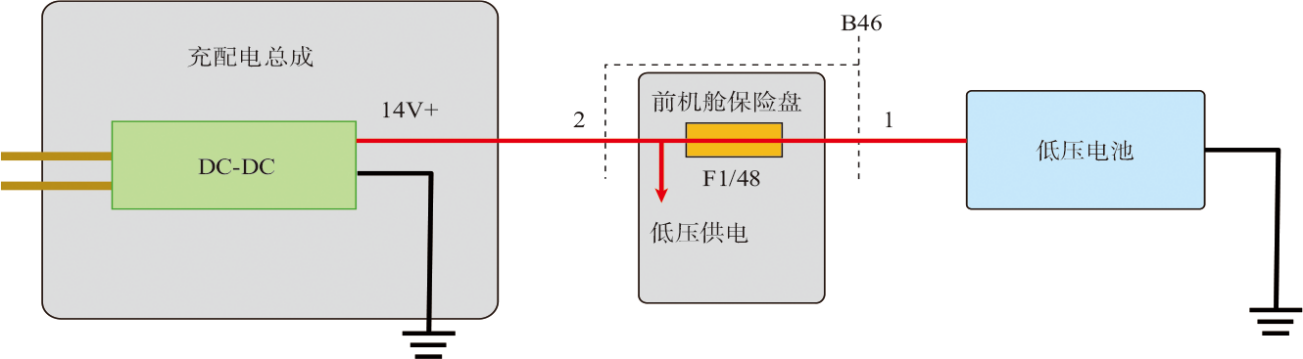 B46
充配电总成
14V+
2
前机舱保险盘
1
DC-DC
F1/48
低压电池
低压供电